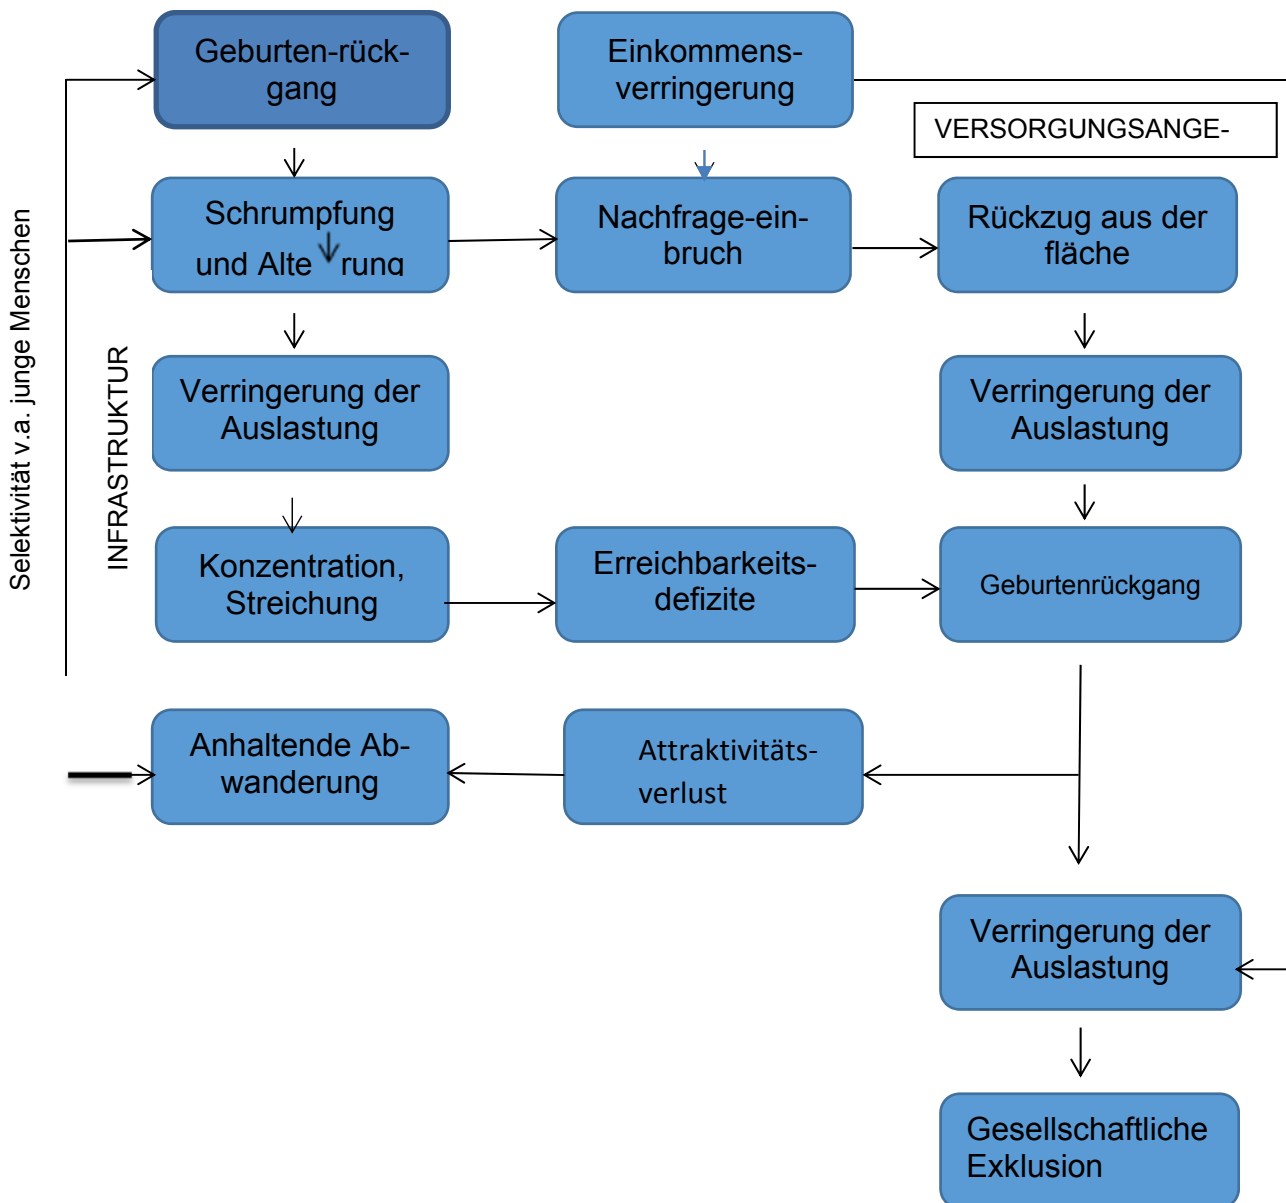 Geburten-rück-
gang
Einkommens-
verringerung
VERSORGUNGSANGE-
Schrumpfung
und Alte rung
Nachfrage-ein-
bruch
Rückzug aus der
fläche
Selektivität v.a. junge Menschen
INFRASTRUKTUR
Verringerung der
Auslastung
Verringerung der
Auslastung
Konzentration,
Streichung
Erreichbarkeits-
defizite
Geburtenrückgang
Anhaltende Ab-
wanderung
Attraktivitäts-
verlust
Verringerung der
Auslastung
Gesellschaftliche
Exklusion